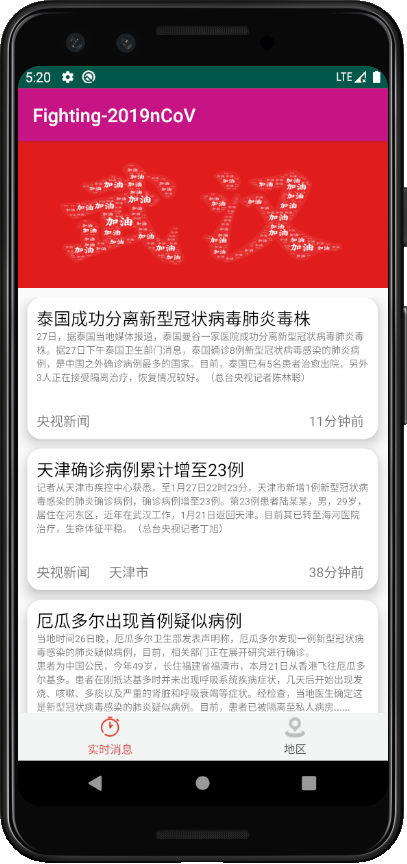 5:20
LTE
Fighting-2019nCoV
武汉
泰国成功分离新型冠状病毒肺炎毒株
27日，据泰国当地媒体报道，泰国曼谷一家医院成功分离新型冠状病毒肺炎毒
株。据27日下午泰国卫生部门消息，泰国确诊8例新型冠状病毒感染的肺炎病
例，是中国之外确诊病例最多的国家。目前，泰国已有5名患者治愈出院，另外
3人正在接受隔离治疗，恢复情况较好。（总台央视记者陈林聪）
央视新闻
11分钟前
天津确诊病例累计增至23例
记者从天津市疾控中心获悉，至1月27日22时23分，天津市新增1例新型冠状病
毒感染的肺炎确诊病例，确诊病例增至23例。第23例患者陆某某，男，29岁，
居住在河东区，近年在武汉工作，1月21日返回天津。目前其已转至海河医院
治疗，生命体征平稳。（总台央视记者丁旭）
央视新闻 天津市
38分钟前
厄瓜多尔出现首例疑似病例
当地时间26日晚，厄瓜多尔卫生部发表声明称，厄瓜多尔发现一例新型冠状病
毒感染的肺炎疑似病例，目前，相关部门正在展开研究进行确诊。
患者为中国公民，今年49岁，长住福建省福清市，本月21日从香港飞往厄瓜多
尔基多。患者在刚抵达基多时并未出现呼吸系统疾病症状，几天后开始出现发
烧、咳嗽、多痰以及严重的肾脏和呼吸衰竭等症状。经检查，当地医生确定这
是新型冠状病毒感染的肺炎疑似病例。目前，患者已被隔离至私人病房……
实时消息
地区